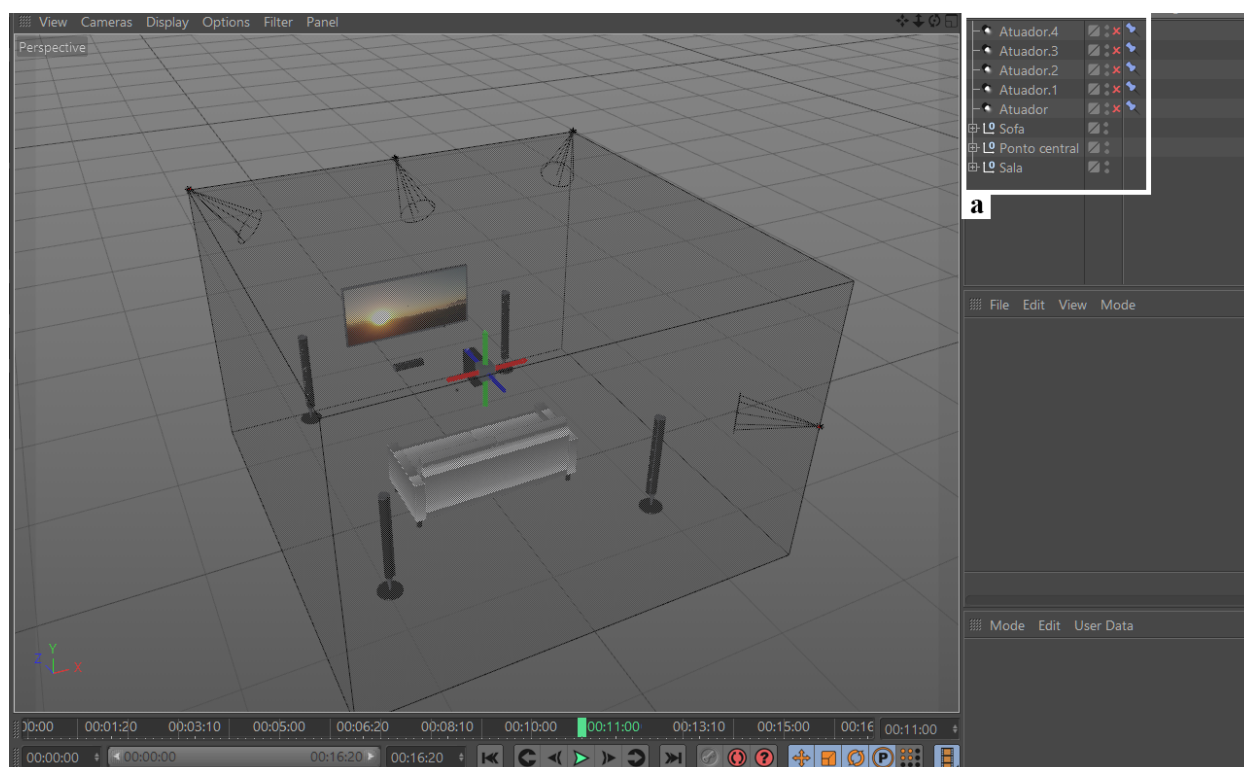 View Cameras Display Options Filter Panel
Perspective
Atuador.4
Atuador.3
Atuador.2
Atuador.1
Atuador
Sofa
Ponto central
Sala
a
File Edit View Mode
Mode Edit User Data
Y
Z X
0:00 00:01:20 00:03:10 00:05:00 00:06:20 00:08:10 00:10:00 00:11:00 00:13:10 00:15:00 00:16 00:11:00
00:00:00 00:00:00 00:16:20 00:16:20 ? P